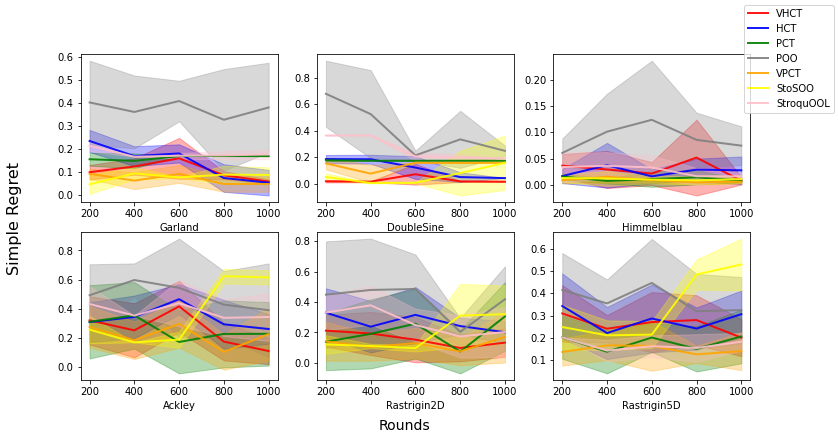 VHCT
HCT
PCT
POO
VPCT
StoSOO
StroquOOL
Simple Regret
0.6
0.5
0.4
0.3
0.2
0.1
0.0
200 400 600 800 1000
Garland
0.8
0.6
0.4
0.2
0.0
200 400 600 800 1000
DoubleSine
0.20
0.15
0.10
0.05
0.00
200 400 600 800 1000
Himmelblau
0.8
0.6
0.4
0.2
0.0
200 400 600 800 1000
Ackley
0.8
0.6
0.4
0.2
0.0
200 400 600 800 1000
Rastrigin2D
0.6
0.5
0.4
0.3
0.2
0.1
200 400 600 800 1000
Rastrigin5D
Rounds